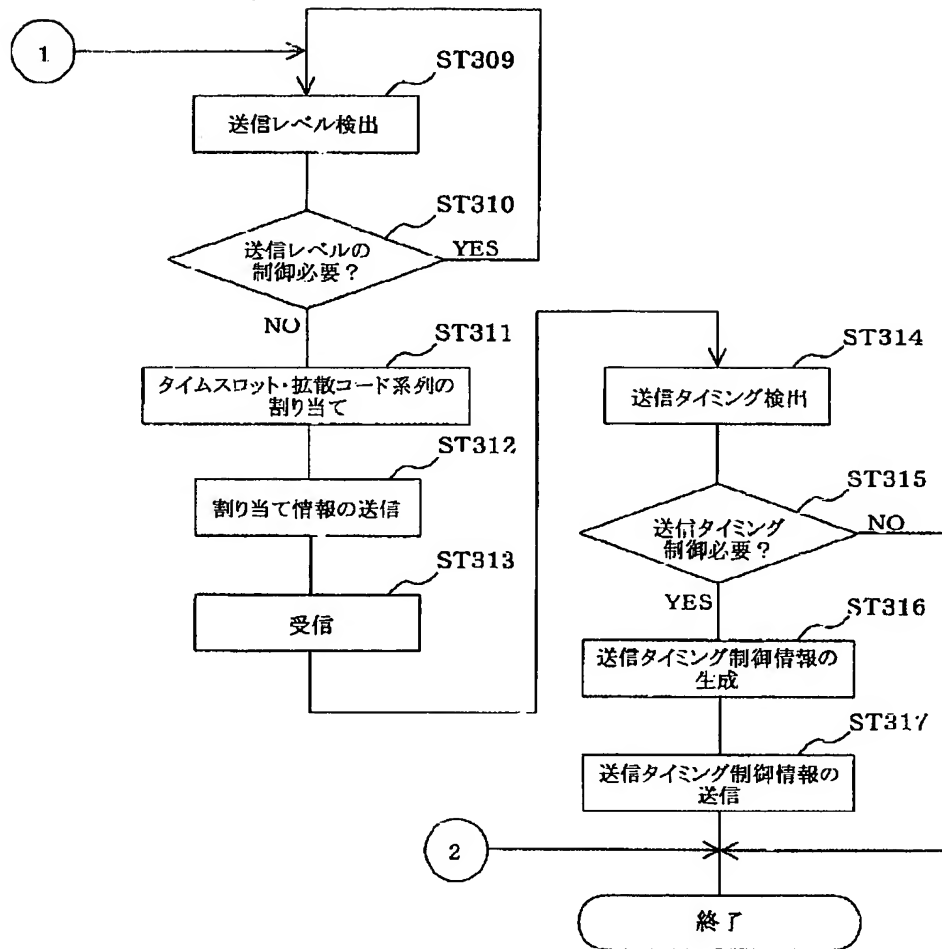 1
ST309
送信レベル検出
ST310
送信レベルの
制御必要？
YES
NO
ST311
タイムスロット・拡散コード系列の
割り当て
ST312
割り当て情報の送信
ST313
受信
ST314
送信タイミング検出
ST315
送信タイミング
制御必要？
NO
YES
ST316
送信タイミング制御情報の
生成
ST317
送信タイミング制御情報の
送信
2
終了